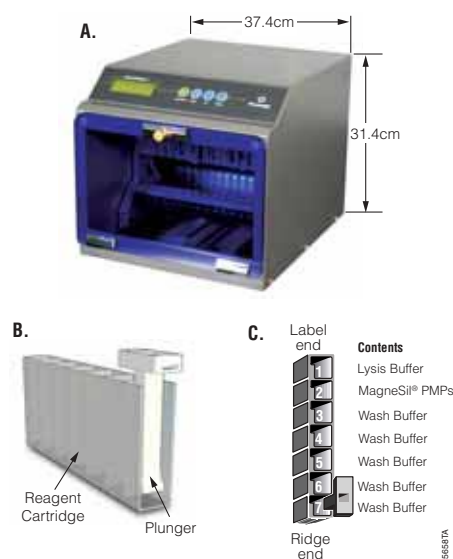 A.
37.4cm
31.4cm
B.
Reagent
Cartridge
Plunger
C.
Label
end
Contents
1 Lysis Buffer
2 MagneSil® PMPs
3 Wash Buffer
4 Wash Buffer
5 Wash Buffer
6 Wash Buffer
7 Wash Buffer
Ridge
end
5658TA